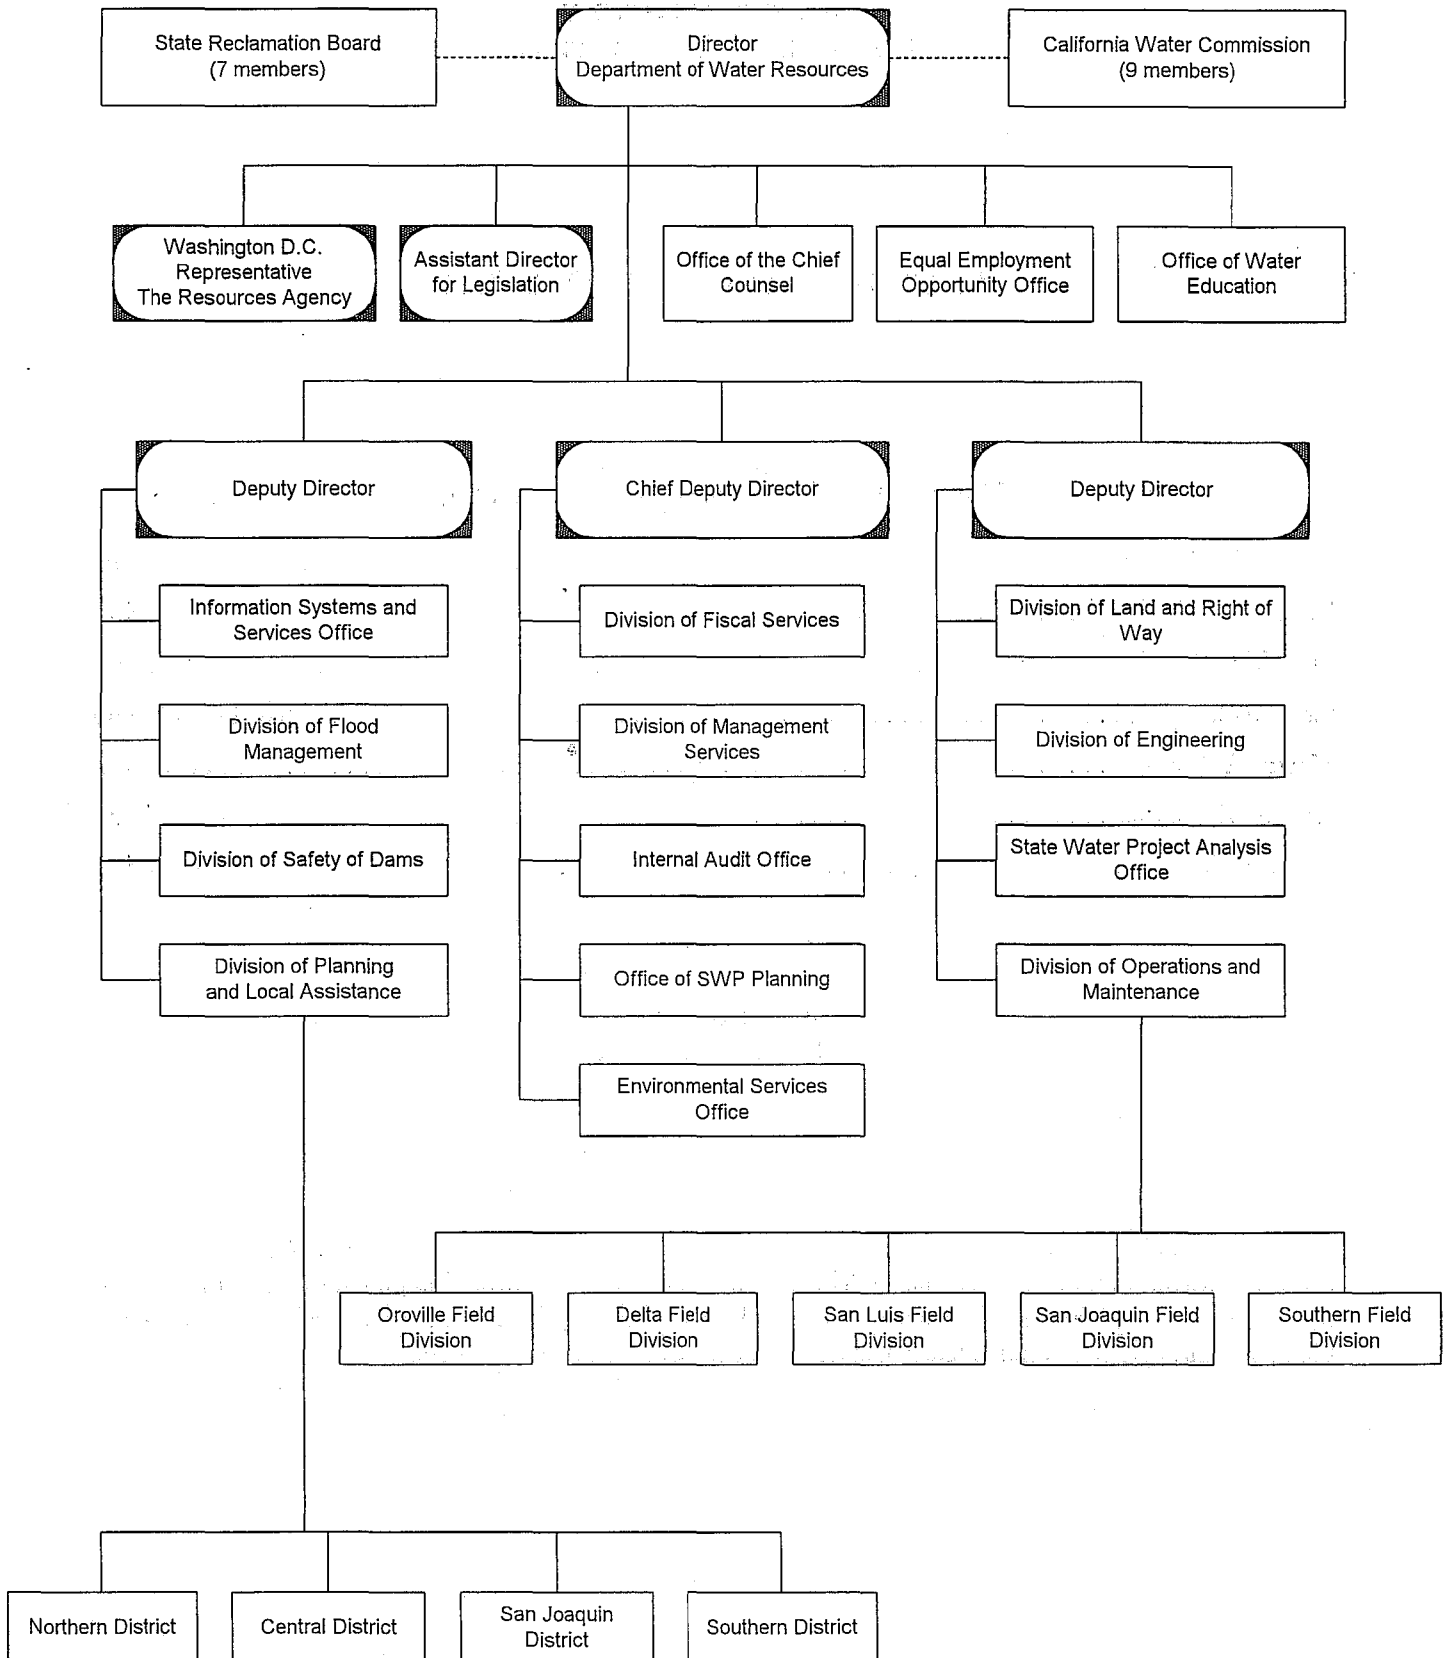 State Reclamation Board
(7 members)
Director
Department of Water Resources
California Water Commission
(9 members)
Washington D.C.
Representative
The Resources Agency
Assistant Director
for Legislation
Office of the Chief
Counsel
Equal Employment
Opportunity Office
Office of Water
Education
Deputy Director
Chief Deputy Director
Deputy Director
Information Systems and
Services Office
Division of Fiscal Services
Division of Land and Right of
Way
Division of Flood
Management
Division of Management
Services
Division of Engineering
Division of Safety of Dams
Internal Audit Office
State Water Project Analysis
Office
Division of Planning
and Local Assistance
Office of SWP Planning
Division of Operations and
Maintenance
Environmental Services
Office
Oroville Field
Division
Delta Field
Division
San Luis Field
Division
San Joaquin Field
Division
Southern Field
Division
Northern District
Central District
San Joaquin
District
Southern District